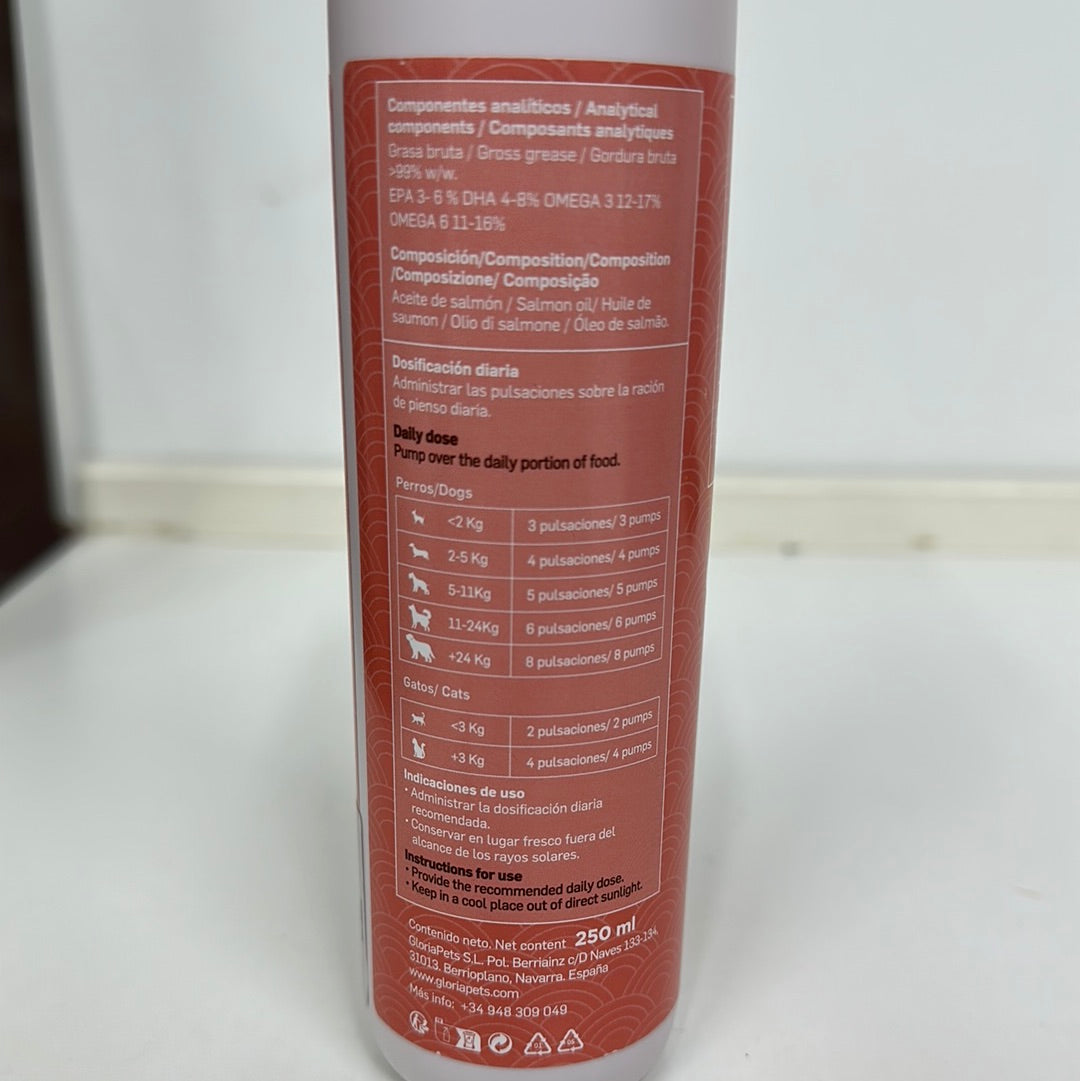 Componentes analíticos / Analytical
components / Composants analytiques
Grasa bruta / Gross grease / Gordura bruta
>99% w/w.
EPA 3- 6 % DHA 4-8% OMEGA 3 12-17%
OMEGA 6 11-16%
Composición/Composition/Composition
/Composizione/ Composição
Aceite de salmón / Salmon oil/ Huile de
saumon / Olio di salmone / Óleo de salmão.
Dosificación diaria
Administrar las pulsaciones sobre la ración
de pienso diaría.
Daily dose
Pump over the daily portion of food.
Perros/Dogs
<2 Kg 3 pulsaciones/ 3 pumps
2-5 Kg 4 pulsaciones/ 4 pumps
5-11Kg 5 pulsaciones/ 5 pumps
11-24Kg 6 pulsaciones/ 6 pumps
+24 Kg 8 pulsaciones/ 8 pumps
Gatos/ Cats
<3 Kg 2 pulsaciones/ 2 pumps
+3 Kg 4 pulsaciones/ 4 pumps
Indicaciones de uso
• Administrar la dosificación diaria
recomendada.
• Conservar en lugar fresco fuera del
alcance de los rayos solares.
Instructions for use
• Provide the recommended daily dose.
• Keep in a cool place out of direct sunlight.
Contenido neto. Net content 250 ml
GloriaPets S.L. Pol. Berriainz c/D Naves 133-134,
31013. Berrioplano, Navarra. España
www.gloriapets.com
Más info: +34 948 309 049